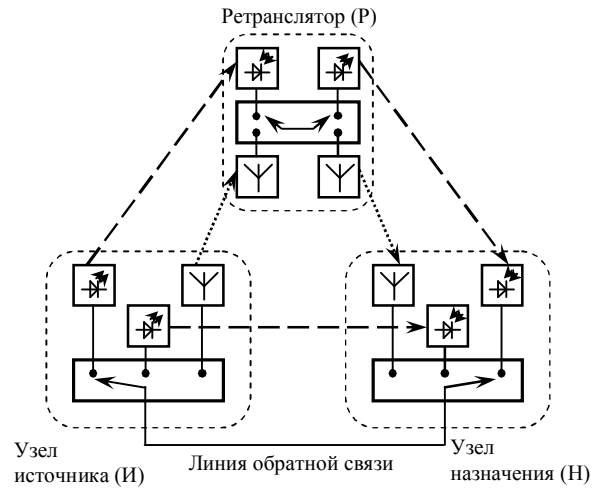 Ретранслятор (Р)
Узел
источника (И)
Линия обратной связи
Узел
назначения (Н)